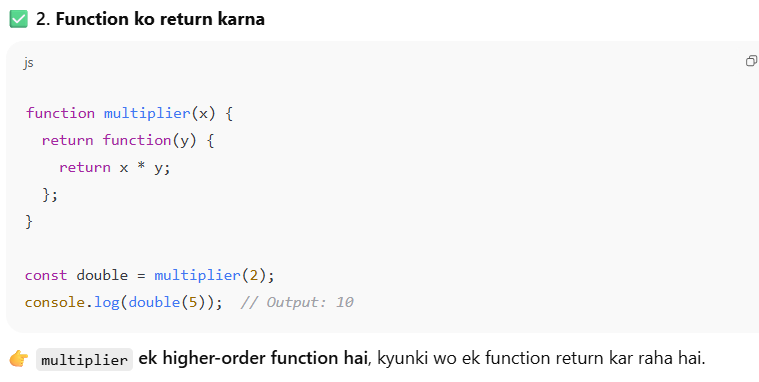 ✅ 2. Function ko return karna
js
function multiplier(x) {
  return function(y) {
    return x * y;
  };
}
const double = multiplier(2);
console.log(double(5));  // Output: 10
👉 multiplier ek higher-order function hai, kyunki wo ek function return kar raha hai.